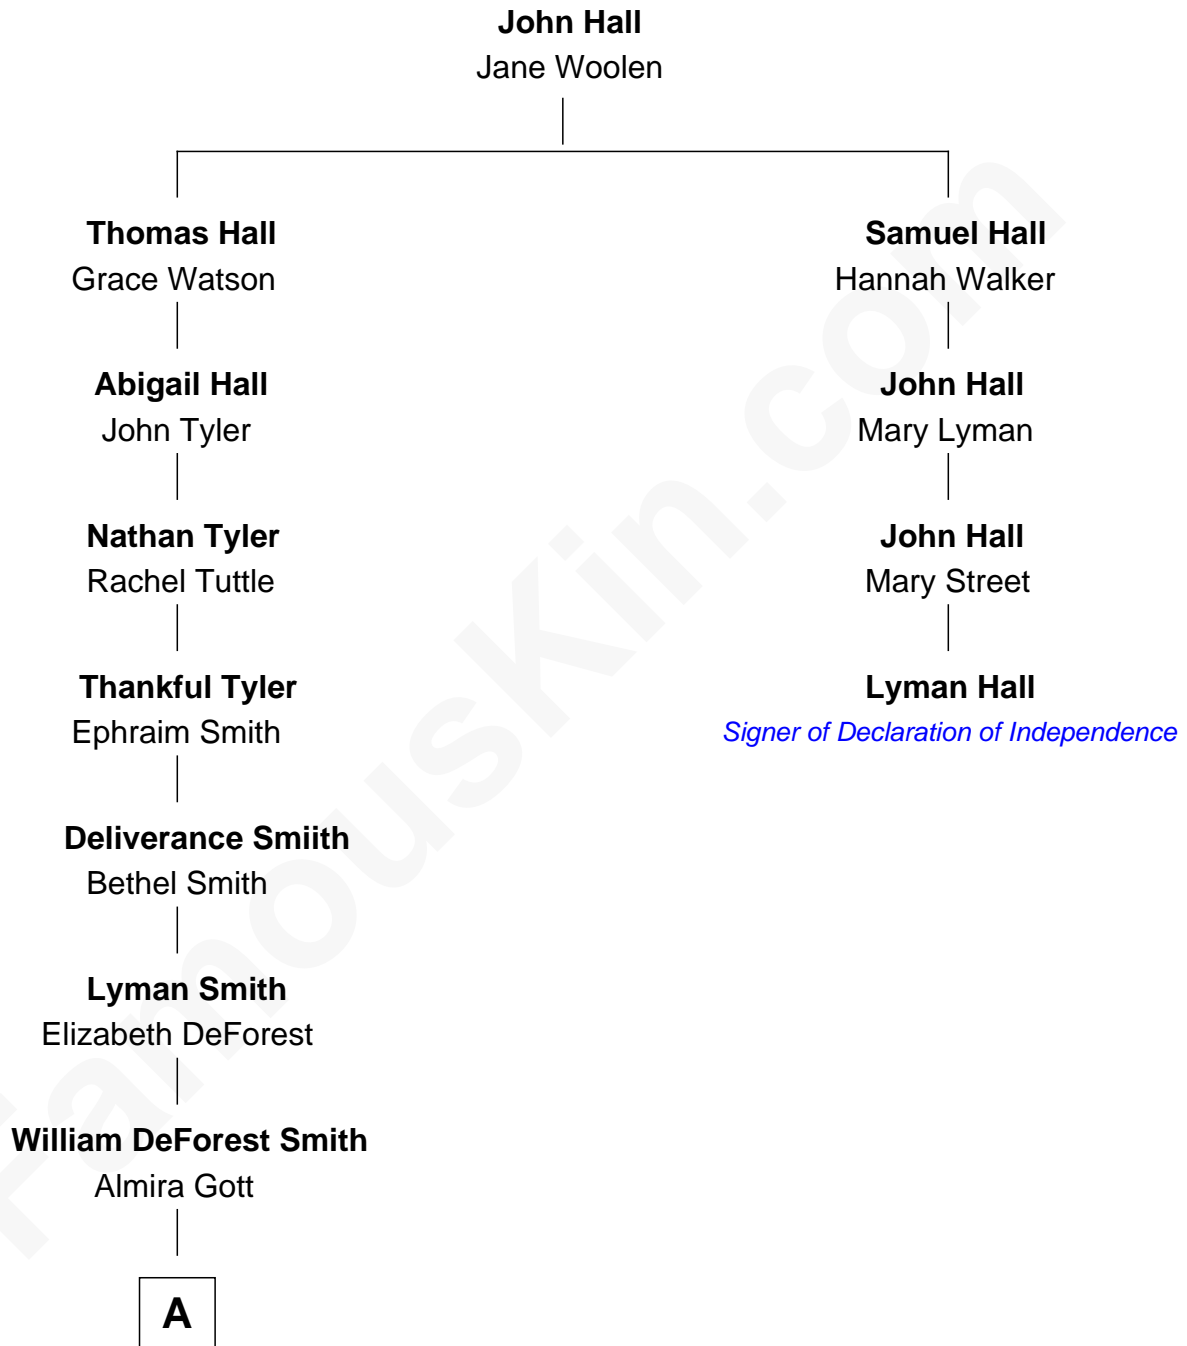 John Hall
Jane Woolen
Thomas Hall
Grace Watson
Samuel Hall
Hannah Walker
Abigail Hall
John Tyler
John Hall
Mary Lyman
Nathan Tyler
Rachel Tuttle
John Hall
Mary Street
Thankful Tyler
Ephraim Smith
Lyman Hall
Signer of Declaration of Independence
Deliverance Smiith
Bethel Smith
Lyman Smith
Elizabeth DeForest
William DeForest Smith
Almira Gott
A
FamousKin.com